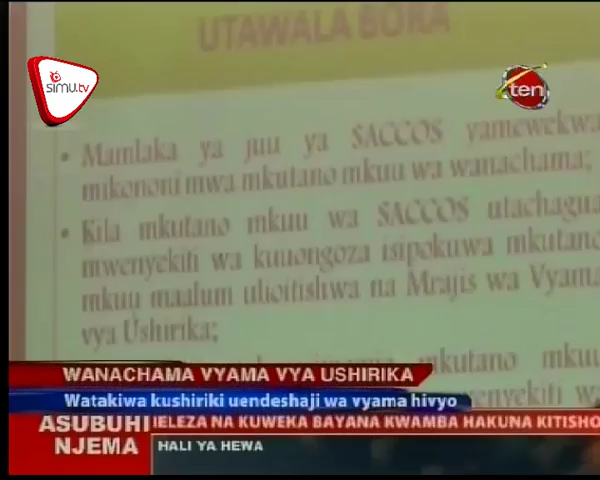 UTAWALA BORA
SIMU.tv
ten
• Mamlaka ya juu ya SACCOS yamewekwa
mikononi mwa mkutano mkuu wa wanachama;
• Kila mkutano mkuu wa SACCOS utachagua
mwenyekiti wa kuuongoza isipokuwa mkutano
mkuu maalum ulioitishwa na Mrajis wa Vyama
vya Ushirika;
mkutano mkuu
mwenyekiti wa
WANACHAMA VYAMA VYA USHIRIKA
Watakiwa kushiriki uendeshaji wa vyama hivyo
ASUBUHI NJEMA
IELEZA NA KUWEKA BAYANA KWAMBA HAKUNA KITISHO
HALI YA HEWA